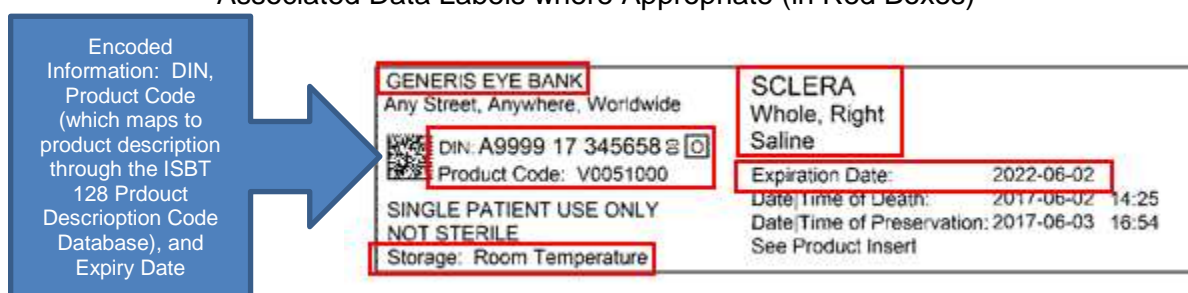 Associated Data Labels where Appropriate (in Red Boxes)
Encoded
Information: DIN,
Product Code
(which maps to
product description
through the ISBT
128 Prdouct
Descrioption Code
Database), and
Expiry Date
GENERIS EYE BANK
Any Street, Anywhere, Worldwide
DIN: A9999 17 345658 8 O
Product Code: V0051000
SINGLE PATIENT USE ONLY
NOT STERILE
Storage: Room Temperature
SCLERA
Whole, Right
Saline
Expiration Date: 2022-06-02
Date|Time of Death: 2017-06-02 14:25
Date|Time of Preservation: 2017-06-03 16:54
See Product Insert